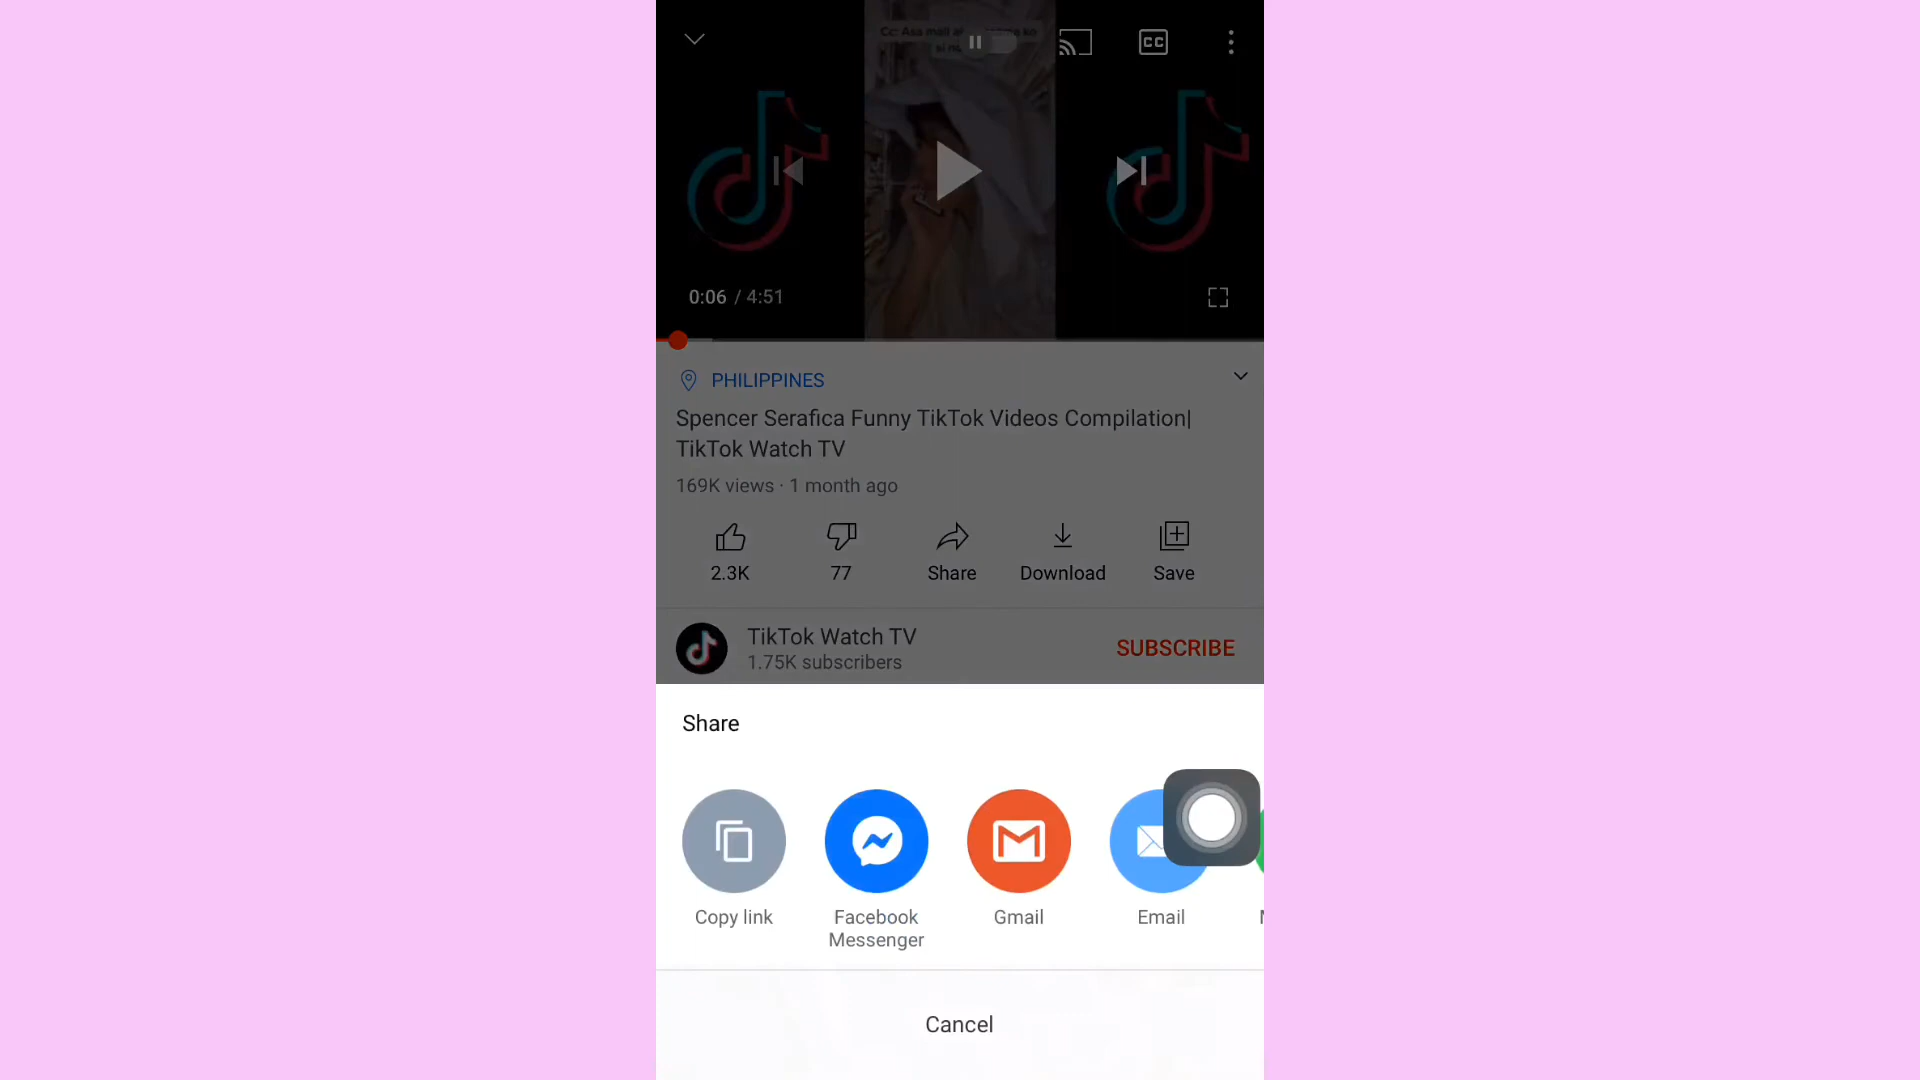 CC
0:06 / 4:51
PHILIPPINES
Spencer Serafica Funny TikTok Videos Compilation|
TikTok Watch TV
169K views · 1 month ago
2.3K 77 Share Download Save
TikTok Watch TV
1.75K subscribers
SUBSCRIBE
Share
Copy link Facebook Gmail Email
Messenger
Cancel